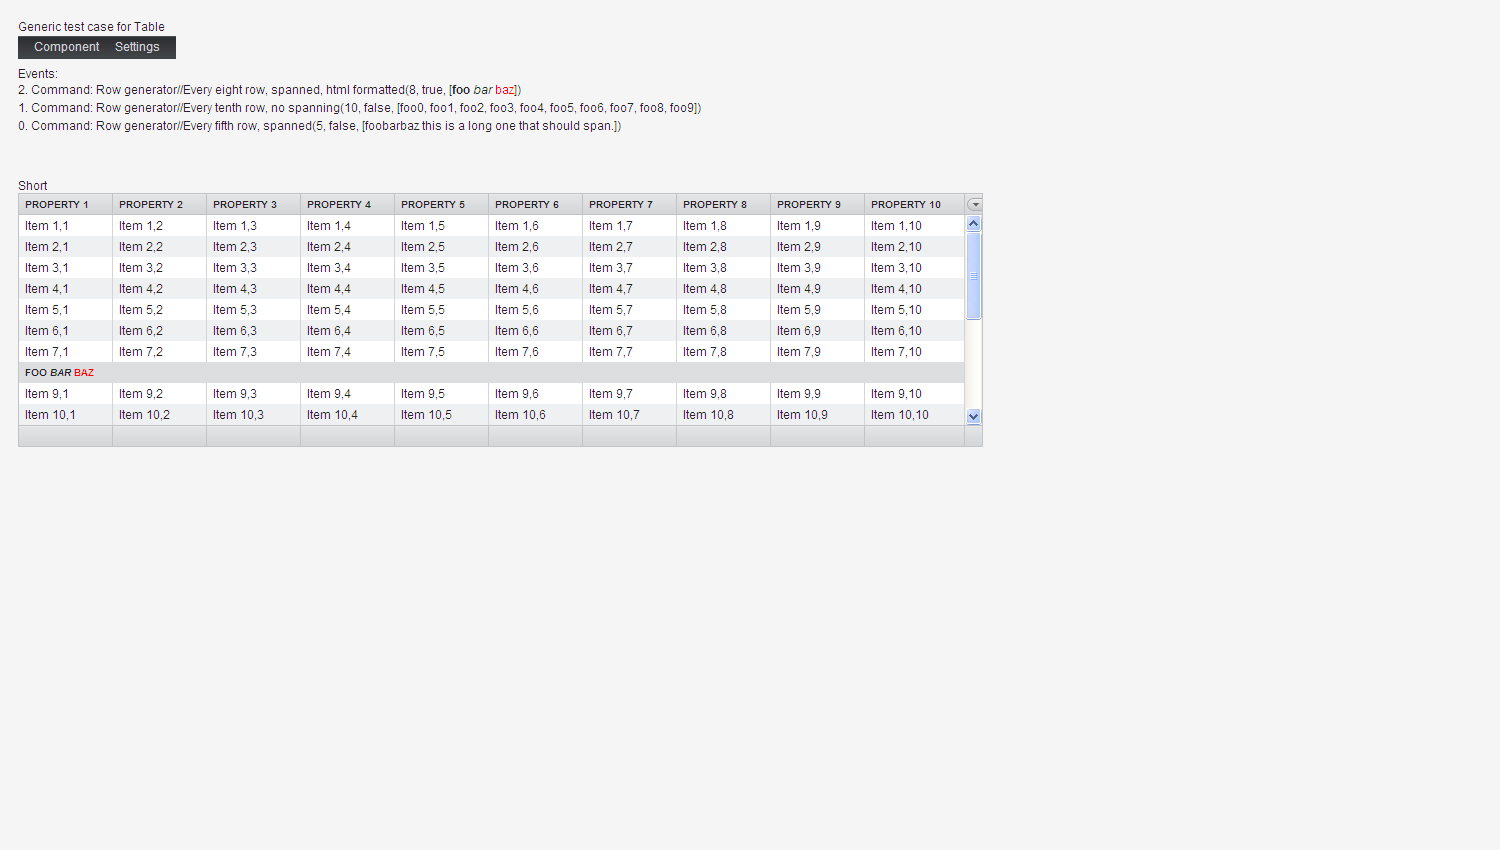 Generic test case for Table
Component Settings
Events:
2. Command: Row generator//Every eight row, spanned, html formatted(8, true, [foo bar baz])
1. Command: Row generator//Every tenth row, no spanning(10, false, [foo0, foo1, foo2, foo3, foo4, foo5, foo6, foo7, foo8, foo9])
0. Command: Row generator//Every fifth row, spanned(5, false, [foobarbaz this is a long one that should span.])
Short
PROPERTY 1 PROPERTY 2 PROPERTY 3 PROPERTY 4 PROPERTY 5 PROPERTY 6 PROPERTY 7 PROPERTY 8 PROPERTY 9 PROPERTY 10
Item 1,1 Item 1,2 Item 1,3 Item 1,4 Item 1,5 Item 1,6 Item 1,7 Item 1,8 Item 1,9 Item 1,10
Item 2,1 Item 2,2 Item 2,3 Item 2,4 Item 2,5 Item 2,6 Item 2,7 Item 2,8 Item 2,9 Item 2,10
Item 3,1 Item 3,2 Item 3,3 Item 3,4 Item 3,5 Item 3,6 Item 3,7 Item 3,8 Item 3,9 Item 3,10
Item 4,1 Item 4,2 Item 4,3 Item 4,4 Item 4,5 Item 4,6 Item 4,7 Item 4,8 Item 4,9 Item 4,10
Item 5,1 Item 5,2 Item 5,3 Item 5,4 Item 5,5 Item 5,6 Item 5,7 Item 5,8 Item 5,9 Item 5,10
Item 6,1 Item 6,2 Item 6,3 Item 6,4 Item 6,5 Item 6,6 Item 6,7 Item 6,8 Item 6,9 Item 6,10
Item 7,1 Item 7,2 Item 7,3 Item 7,4 Item 7,5 Item 7,6 Item 7,7 Item 7,8 Item 7,9 Item 7,10
FOO BAR BAZ
Item 9,1 Item 9,2 Item 9,3 Item 9,4 Item 9,5 Item 9,6 Item 9,7 Item 9,8 Item 9,9 Item 9,10
Item 10,1 Item 10,2 Item 10,3 Item 10,4 Item 10,5 Item 10,6 Item 10,7 Item 10,8 Item 10,9 Item 10,10